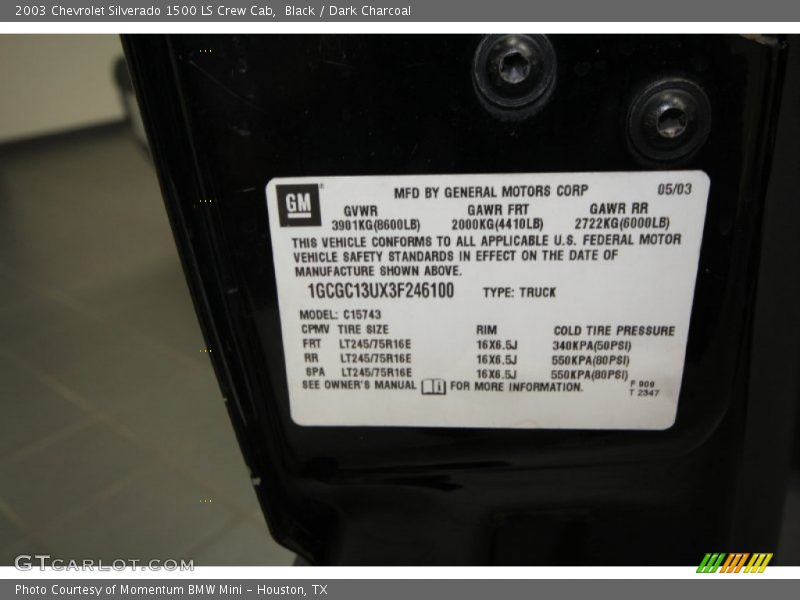 2003 Chevrolet Silverado 1500 LS Crew Cab,  Black / Dark Charcoal
GM
MFD BY GENERAL MOTORS CORP 05/03
GVWR GAWR FRT GAWR RR
3901KG(8600LB) 2000KG(4410LB) 2722KG(6000LB)
THIS VEHICLE CONFORMS TO ALL APPLICABLE U.S. FEDERAL MOTOR
VEHICLE SAFETY STANDARDS IN EFFECT ON THE DATE OF
MANUFACTURE SHOWN ABOVE.
1GCGC13UX3F246100 TYPE: TRUCK
MODEL: C15743
CPMV TIRE SIZE RIM COLD TIRE PRESSURE
FRT LT245/75R16E 16X6.5J 340KPA(50PSI)
RR LT245/75R16E 16X6.5J 550KPA(80PSI)
SPA LT245/75R16E 16X6.5J 550KPA(80PSI)
SEE OWNER'S MANUAL FOR MORE INFORMATION.
F 909
T 2347
GTCARLOT.COM
Photo Courtesy of Momentum BMW Mini - Houston, TX